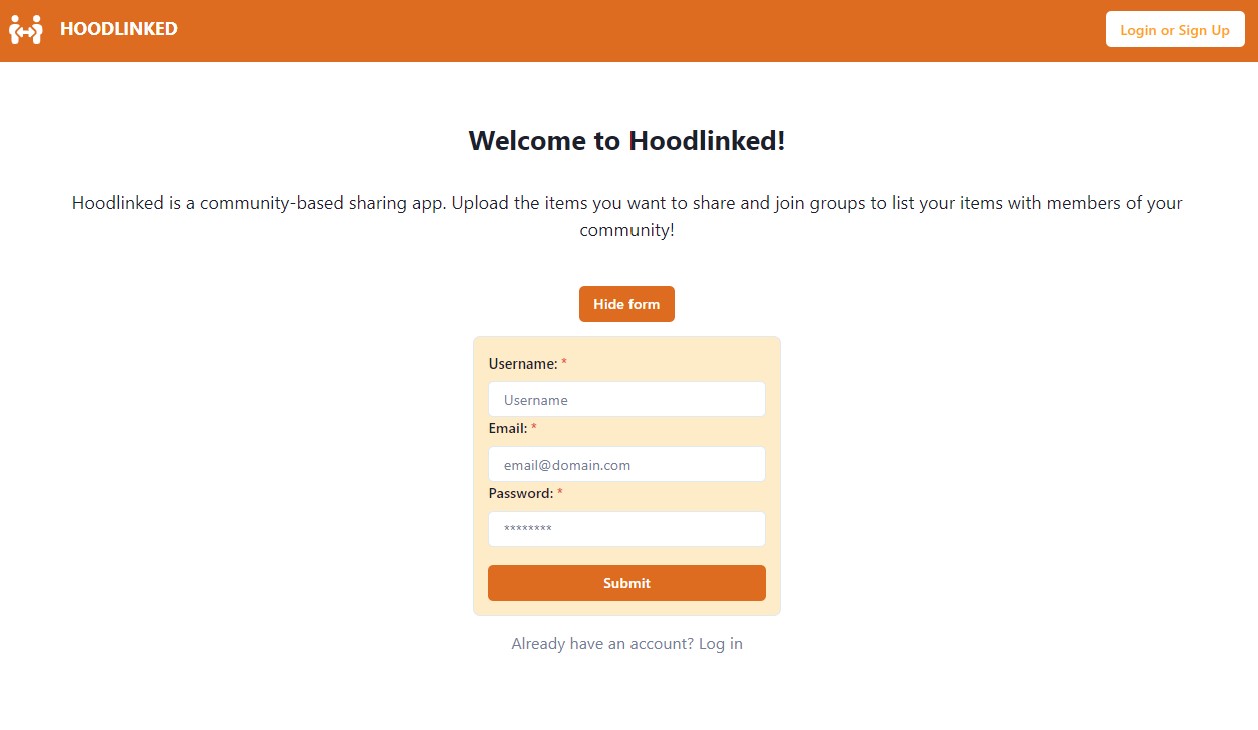 HOODLINKED
Login or Sign Up
Welcome to Hoodlinked!
Hoodlinked is a community-based sharing app. Upload the items you want to share and join groups to list your items with members of your
community!
Hide form
Username: *
Username
Email: *
email@domain.com
Password: *
********
Submit
Already have an account? Log in